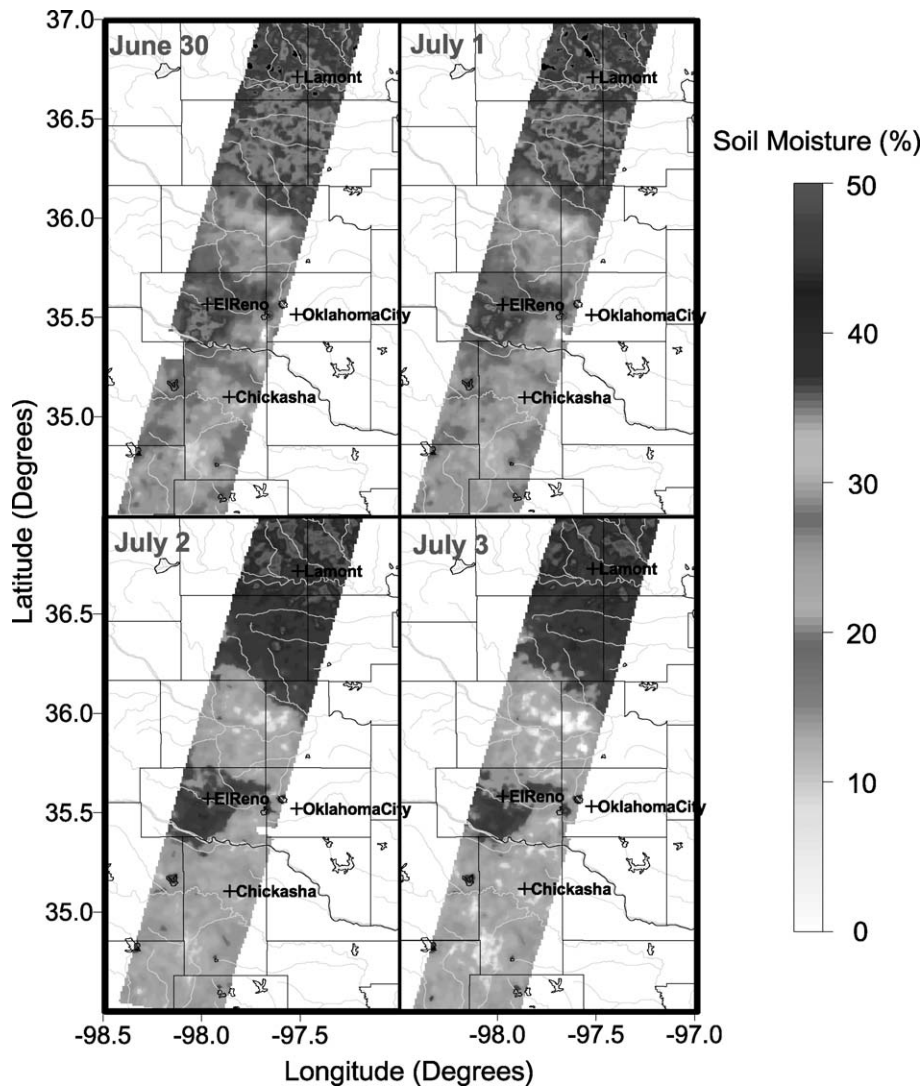 37.0
June 30
July 1
Lamont
Lamont
36.5
Soil Moisture (%)
50
36.0
40
ElReno
ElReno
35.5
OklahomaCity
OklahomaCity
30
Chickasha
Chickasha
35.0
20
Latitude (Degrees)
July 2
July 3
Lamont
Lamont
36.5
36.0
10
ElReno
ElReno
35.5
OklahomaCity
OklahomaCity
0
Chickasha
Chickasha
35.0
-98.5 -98.0 -97.5 -98.0 -97.5 -97.0
Longitude (Degrees)